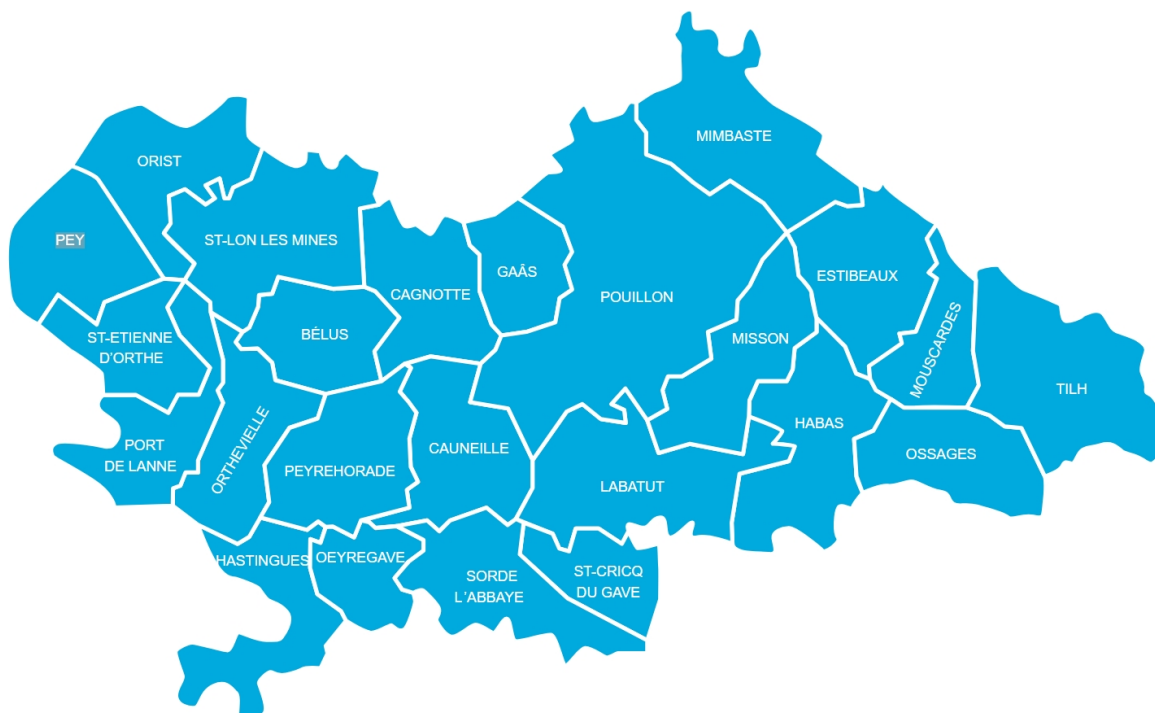 MIMBASTE
ORIST
PEY
ST-LON LES MINES
GAÂS
ESTIBEAUX
CAGNOTTE
POUILLON
ST-ETIENNE
D'ORTHE
BÉLUS
MISSON
MOUSCARDES
TILH
PORT
DE LANNE
ORTHEVIELLE
PEYREHORADE
CAUNEILLE
HABAS
OSSAGES
LABATUT
HASTINGUES
OEYREGAVE
SORDE
L'ABBAYE
ST-CRICQ
DU GAVE